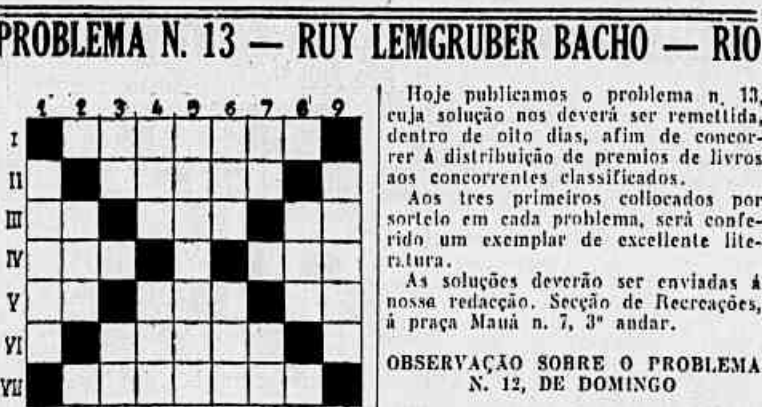 PROBLEMA N. 13 — RUY LEMGRUBER BACHO — RIO
1 2 3 4 5 6 7 8 9
I
II
III
IV
V
VI
VII
Hoje publicamos o problema n. 13,
cuja solução nos deverá ser remettida,
dentro de oito dias, afim de concor-
rer á distribuição de premios de livros
aos concorrentes classificados.
Aos tres primeiros collocados por
sorteio em cada problema, será confe-
rido um exemplar de excellente lite-
ratura.
As soluções deverão ser enviadas á
nossa redacção. Secção de Recreações,
á praça Mauá n. 7, 3º andar.
OBSERVAÇÃO SOBRE O PROBLEMA
N. 12, DE DOMINGO